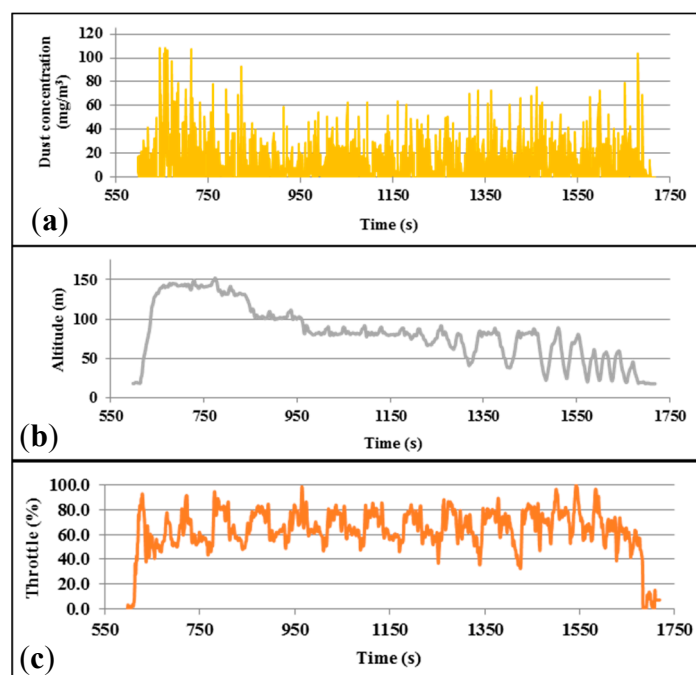 120
100
80
60
40
20
0
Dust concentration
(mg/m³)
550 750 950 1150 1350 1550 1750
Time (s)
(a)
150
100
50
0
Altitude (m)
550 750 950 1150 1350 1550 1750
Time (s)
(b)
100.0
80.0
60.0
40.0
20.0
0.0
Throttle (%)
550 750 950 1150 1350 1550 1750
Time (s)
(c)